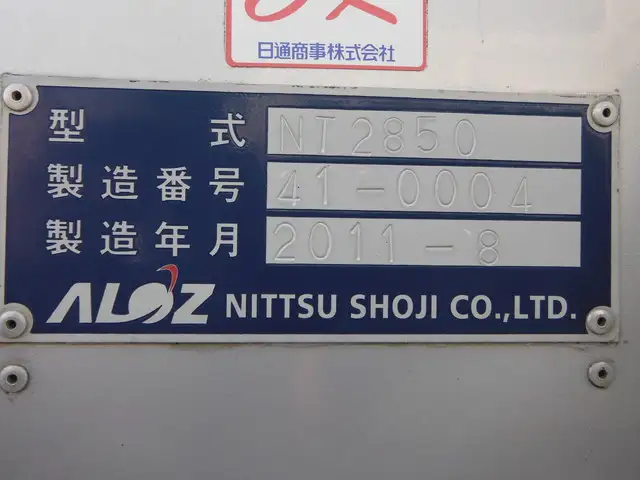 日通商事株式会社
型式 NT2850
製造番号 41-0004
製造年月 2011-8
ALOZ NITTSU SHOJI CO.,LTD.